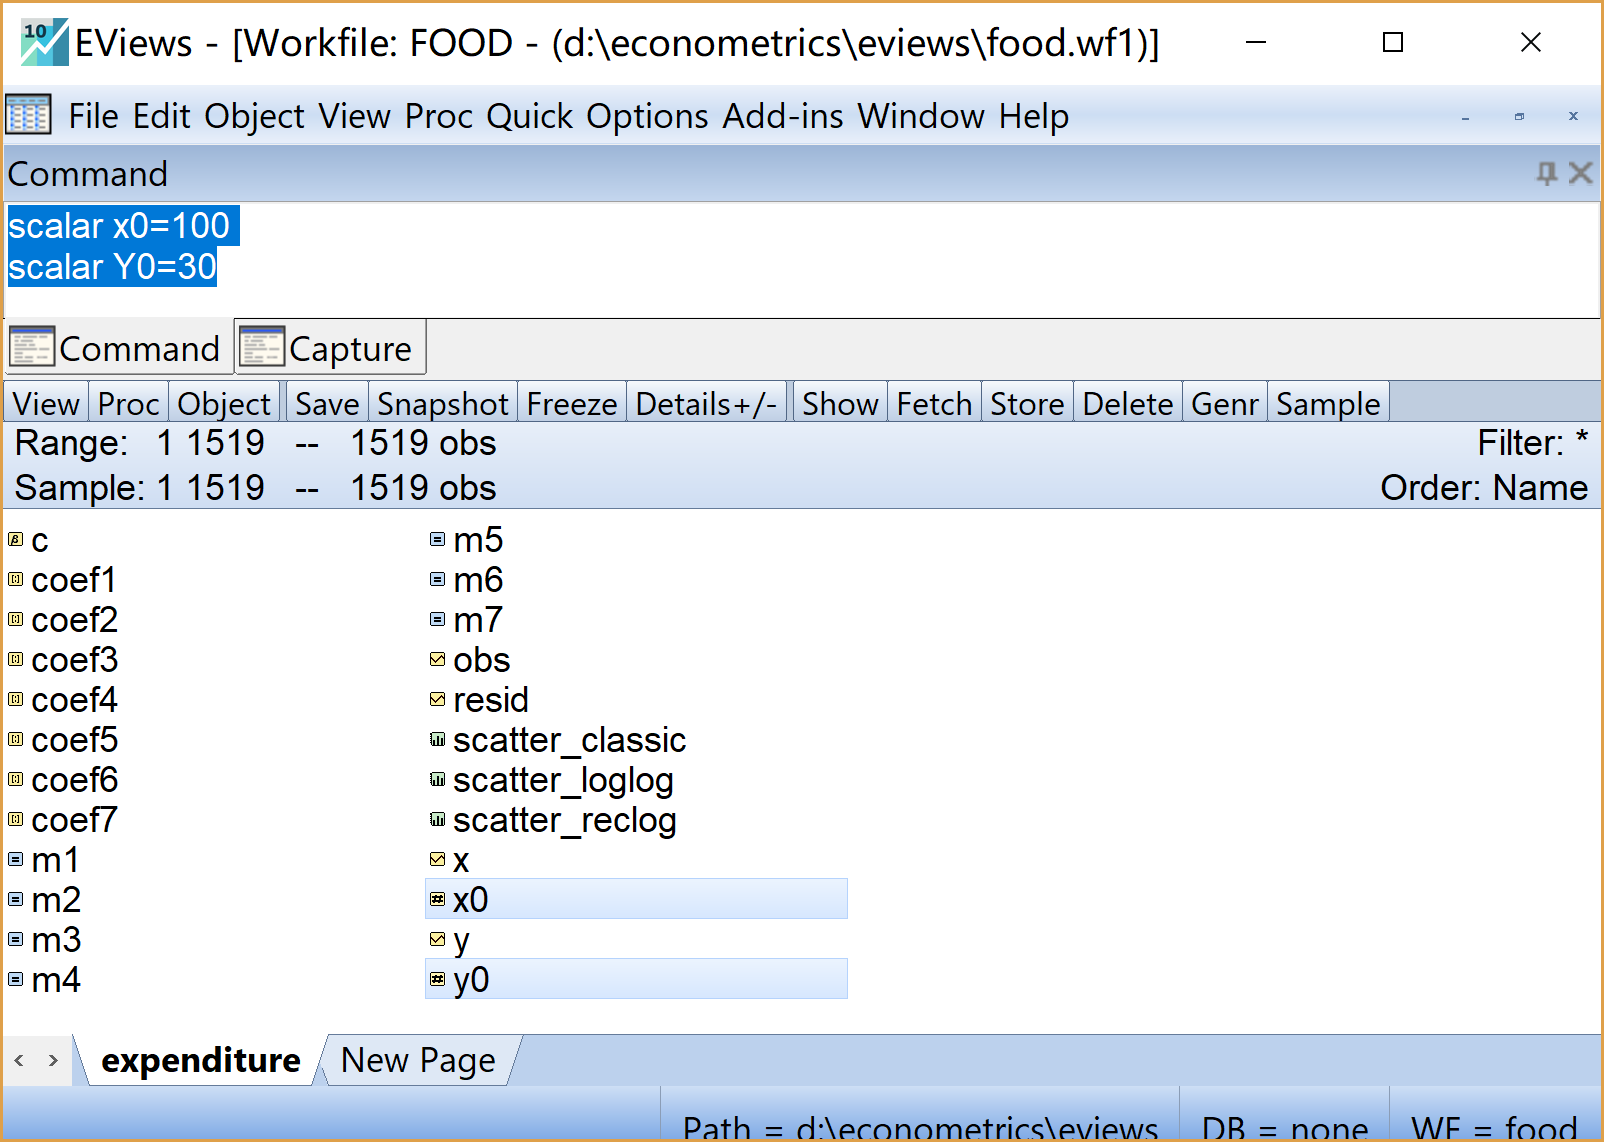 10 EViews - [Workfile: FOOD - (d:\econometrics\eviews\food.wf1)]
File Edit Object View Proc Quick Options Add-ins Window Help
Command
scalar x0=100
scalar Y0=30
Command Capture
View Proc Object Save Snapshot Freeze Details+/- Show Fetch Store Delete Genr Sample
Range: 1 1519 -- 1519 obs Filter: *
Sample: 1 1519 -- 1519 obs Order: Name
c
coef1
coef2
coef3
coef4
coef5
coef6
coef7
m1
m2
m3
m4
m5
m6
m7
obs
resid
scatter_classic
scatter_loglog
scatter_reclog
x
x0
y
y0
expenditure New Page
Path = d:\econometrics\eviews DB = none WF = food